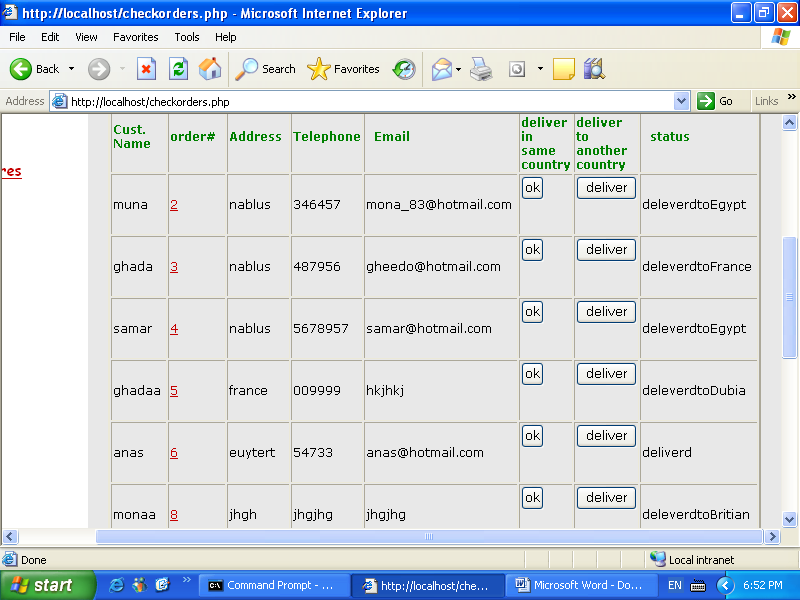 http://localhost/checkorders.php - Microsoft Internet Explorer
File Edit View Favorites Tools Help
Back Search Favorites
Address http://localhost/checkorders.php Go Links »
res
Cust. Name order# Address Telephone Email deliver in same country deliver to another country status
muna 2 nablus 346457 mona_83@hotmail.com ok deliver deleverdtoEgypt
ghada 3 nablus 487956 gheedo@hotmail.com ok deliver deleverdtoFrance
samar 4 nablus 5678957 samar@hotmail.com ok deliver deleverdtoEgypt
ghadaa 5 france 009999 hkjhkj ok deliver deleverdtoDubia
anas 6 euytert 54733 anas@hotmail.com ok deliver deliverd
monaa 8 jhgh jhgjhg jhgjhg ok deliver deleverdtoBritian
Done Local intranet
start » Command Prompt - ... http://localhost/che... Microsoft Word - Do... EN 6:52 PM